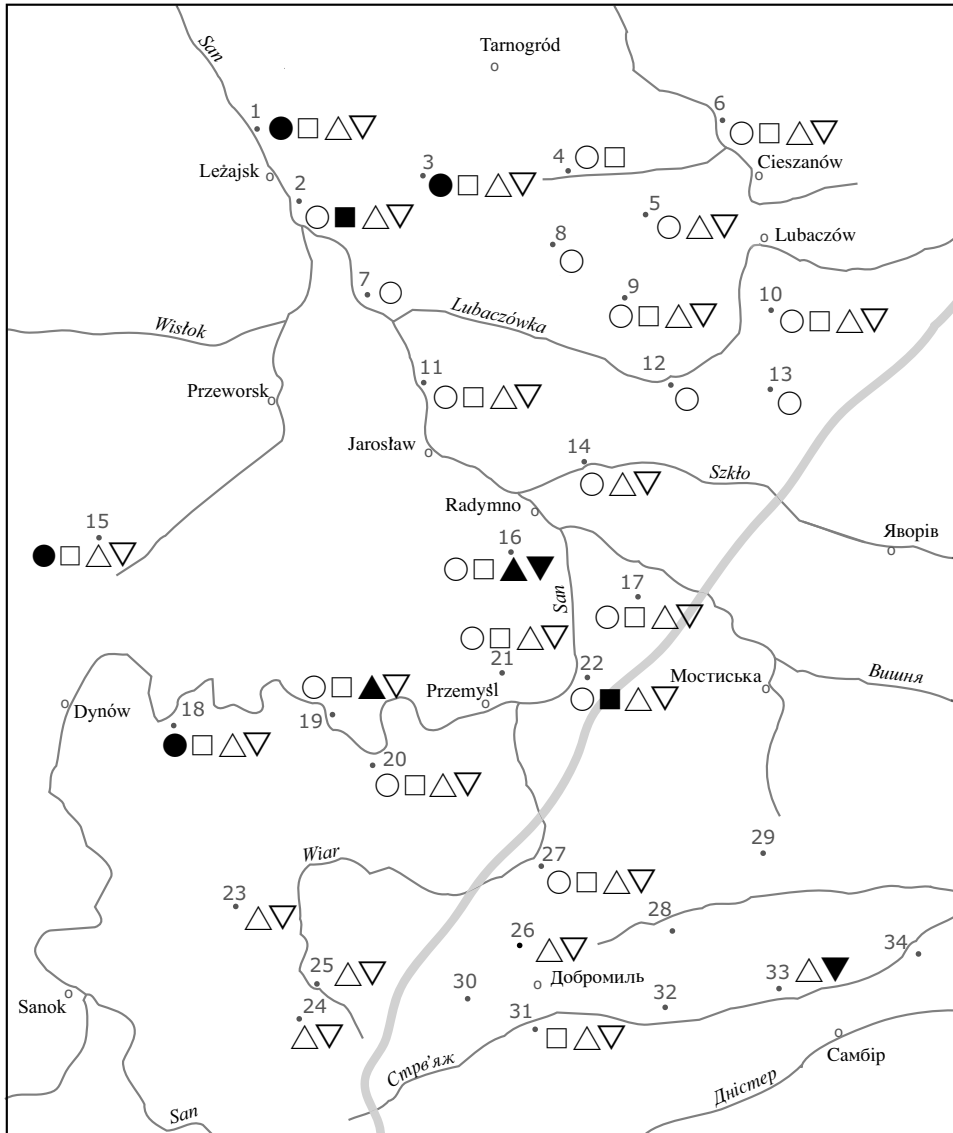 San
Tarnogród
1
6
Leżajsk
3
4
Cieszanów
2
5
Lubaczów
8
7
9
10
Wisłok
Lubaczówka
11
12
13
Przeworsk
Jarosław
14
Szkło
Radymno
15
16
Яворів
17
San
21
22
Мостиська
Вишня
Dynów
18
Przemyśl
19
20
29
Wiar
27
23
28
26
34
25
33
Добромиль
30
Sanok
24
32
31
Самбір
Стрв’яж
Дністер
San